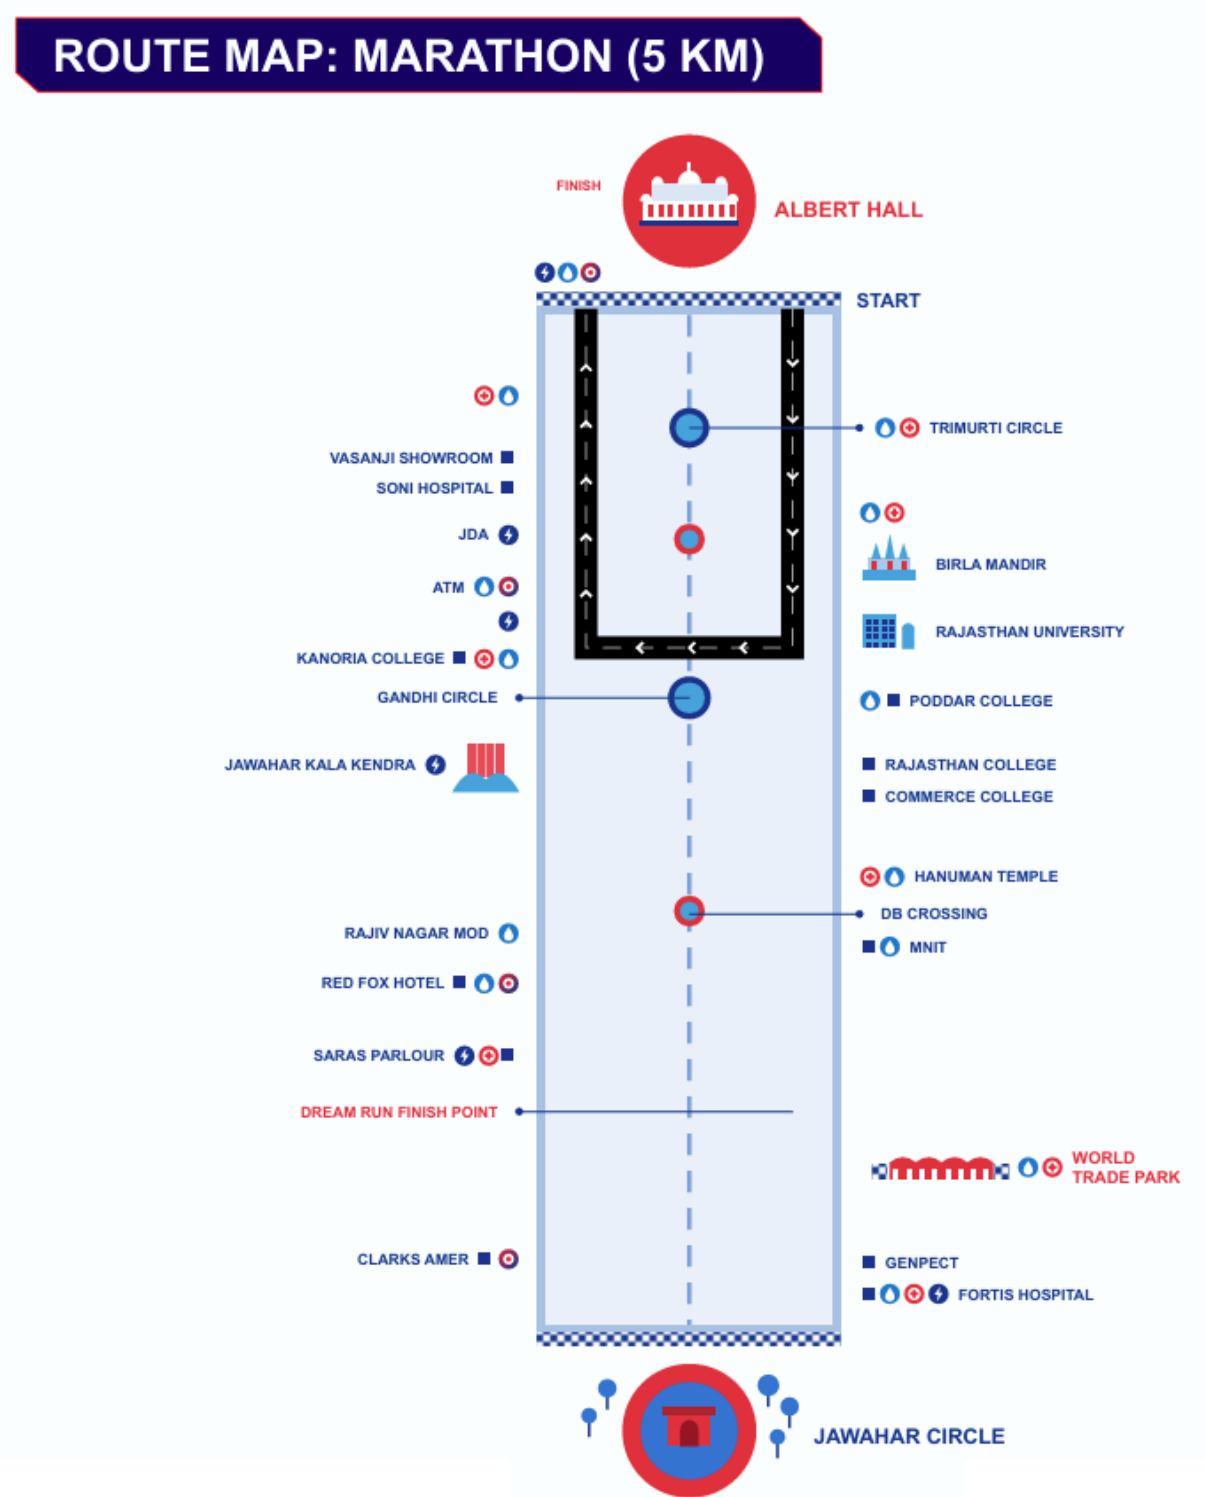 ROUTE MAP: MARATHON (5 KM)
FINISH
ALBERT HALL
START
TRIMURTI CIRCLE
VASANJI SHOWROOM
SONI HOSPITAL
JDA
BIRLA MANDIR
ATM
RAJASTHAN UNIVERSITY
KANORIA COLLEGE
GANDHI CIRCLE
PODDAR COLLEGE
JAWAHAR KALA KENDRA
RAJASTHAN COLLEGE
COMMERCE COLLEGE
HANUMAN TEMPLE
DB CROSSING
RAJIV NAGAR MOD
MNIT
RED FOX HOTEL
SARAS PARLOUR
DREAM RUN FINISH POINT
WORLD
TRADE PARK
CLARKS AMER
GENPECT
FORTIS HOSPITAL
JAWAHAR CIRCLE